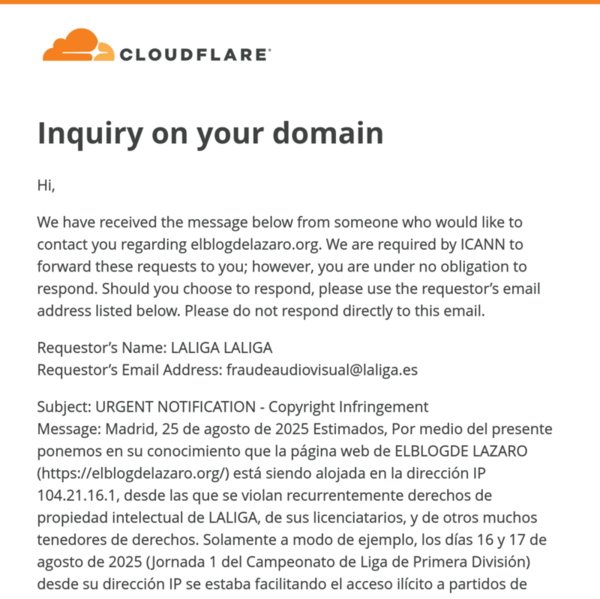 CLOUDFLARE
Inquiry on your domain
Hi,
We have received the message below from someone who would like to
contact you regarding elblogdelazaro.org. We are required by ICANN to
forward these requests to you; however, you are under no obligation to
respond. Should you choose to respond, please use the requestor’s email
address listed below. Please do not respond directly to this email.
Requestor’s Name: LALIGA LALIGA
Requestor’s Email Address: fraudeaudiovisual@laliga.es
Subject: URGENT NOTIFICATION - Copyright Infringement
Message: Madrid, 25 de agosto de 2025 Estimados, Por medio del presente
ponemos en su conocimiento que la página web de ELBLOGDE LAZARO
(https://elblogdelazaro.org/) está siendo alojada en la dirección IP
104.21.16.1, desde las que se violan recurrentemente derechos de
propiedad intelectual de LALIGA, de sus licenciatarios, y de otros muchos
tenedores de derechos. Solamente a modo de ejemplo, los días 16 y 17 de
agosto de 2025 (Jornada 1 del Campeonato de Liga de Primera División)
desde su dirección IP se estaba facilitando el acceso ilícito a partidos de